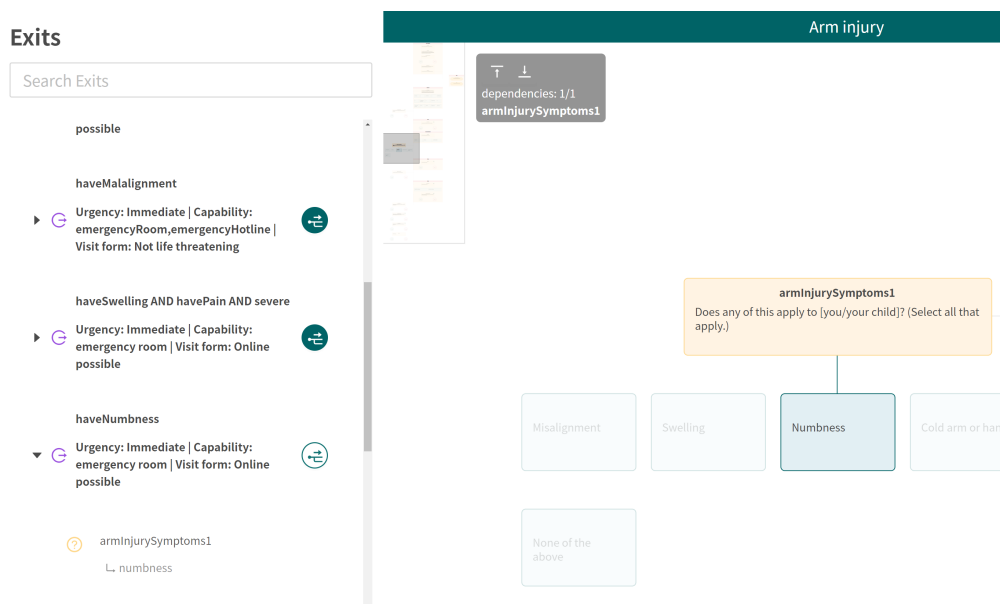 Exits
Search Exits
possible
haveMalalignment
Urgency: Immediate | Capability:
emergencyRoom,emergencyHotline |
Visit form: Not life threatening
haveSwelling AND havePain AND severe
Urgency: Immediate | Capability:
emergency room | Visit form: Online
possible
haveNumbness
Urgency: Immediate | Capability:
emergency room | Visit form: Online
possible
armInjurySymptoms1
numbness
Arm injury
dependencies: 1/1
armInjurySymptoms1
armInjurySymptoms1
Does any of this apply to [you/your child]? (Select all that
apply.)
Misalignment
Swelling
Numbness
Cold arm or han
None of the
above